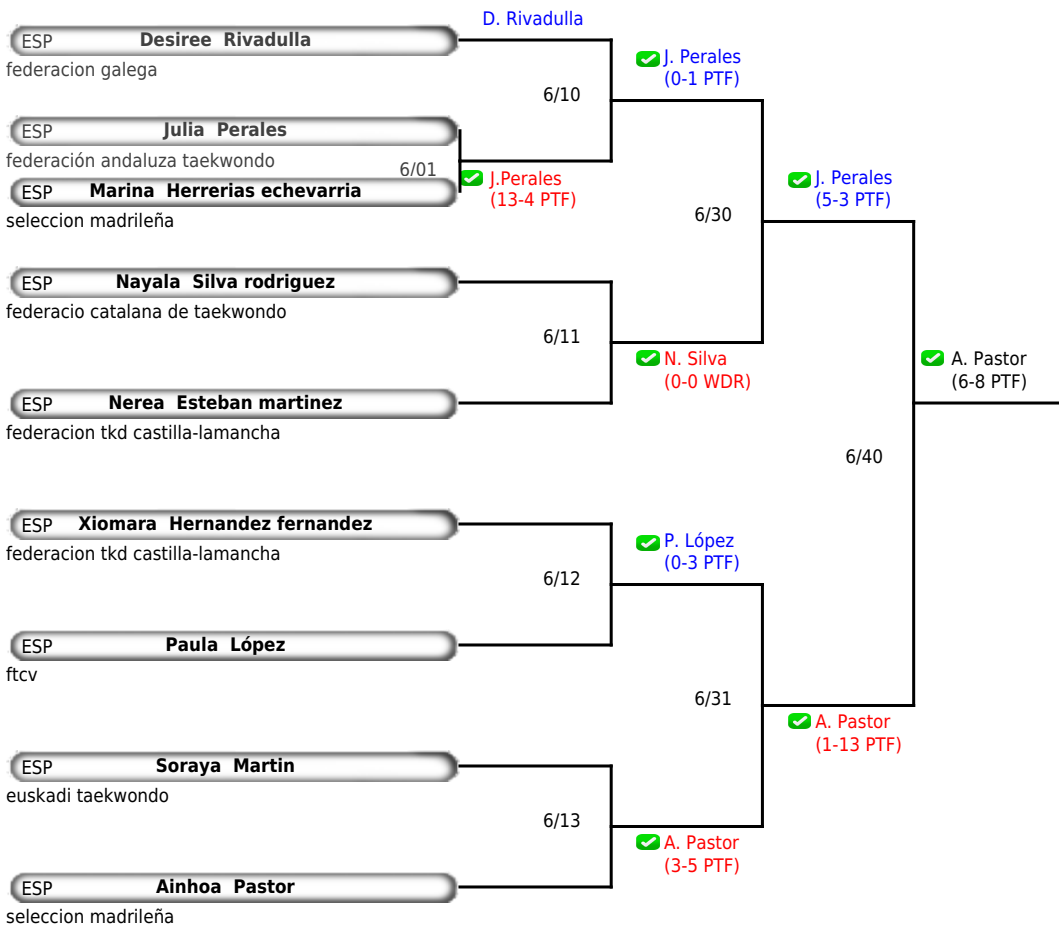 D. Rivadulla
ESP Desiree Rivadulla
federacion galega
J. Perales
(0-1 PTF)
6/10
ESP Julia Perales
federación andaluza taekwondo
6/01
J.Perales
(13-4 PTF)
ESP Marina Herrerias echevarria
seleccion madrileña
J. Perales
(5-3 PTF)
6/30
ESP Nayala Silva rodriguez
federacio catalana de taekwondo
6/11
N. Silva
(0-0 WDR)
ESP Nerea Esteban martinez
federacion tkd castilla-lamancha
A. Pastor
(6-8 PTF)
6/40
ESP Xiomara Hernandez fernandez
federacion tkd castilla-lamancha
P. López
(0-3 PTF)
6/12
ESP Paula López
ftcv
6/31
A. Pastor
(1-13 PTF)
ESP Soraya Martin
euskadi taekwondo
6/13
A. Pastor
(3-5 PTF)
ESP Ainhoa Pastor
seleccion madrileña